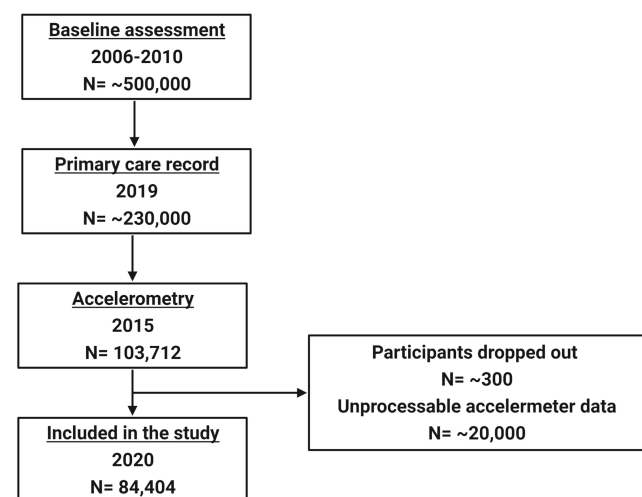 Baseline assessment
2006-2010
N= ~500,000
Primary care record
2019
N= ~230,000
Accelerometry
2015
N= 103,712
Participants dropped out
N= ~300
Unprocessable accelermeter data
N= ~20,000
Included in the study
2020
N= 84,404